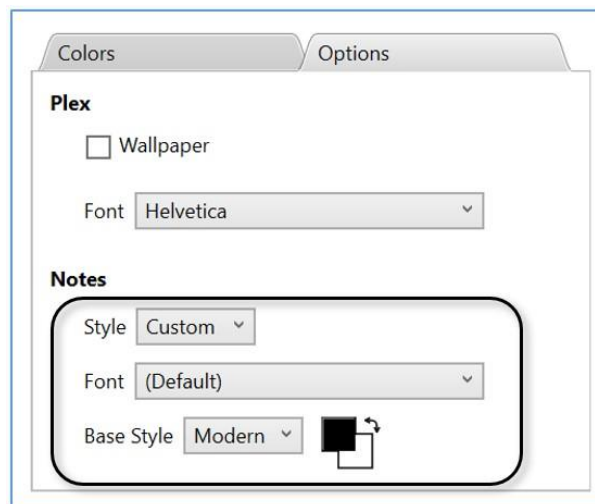 Colors Options
Plex
Wallpaper
Font Helvetica
Notes
Style Custom
Font (Default)
Base Style Modern